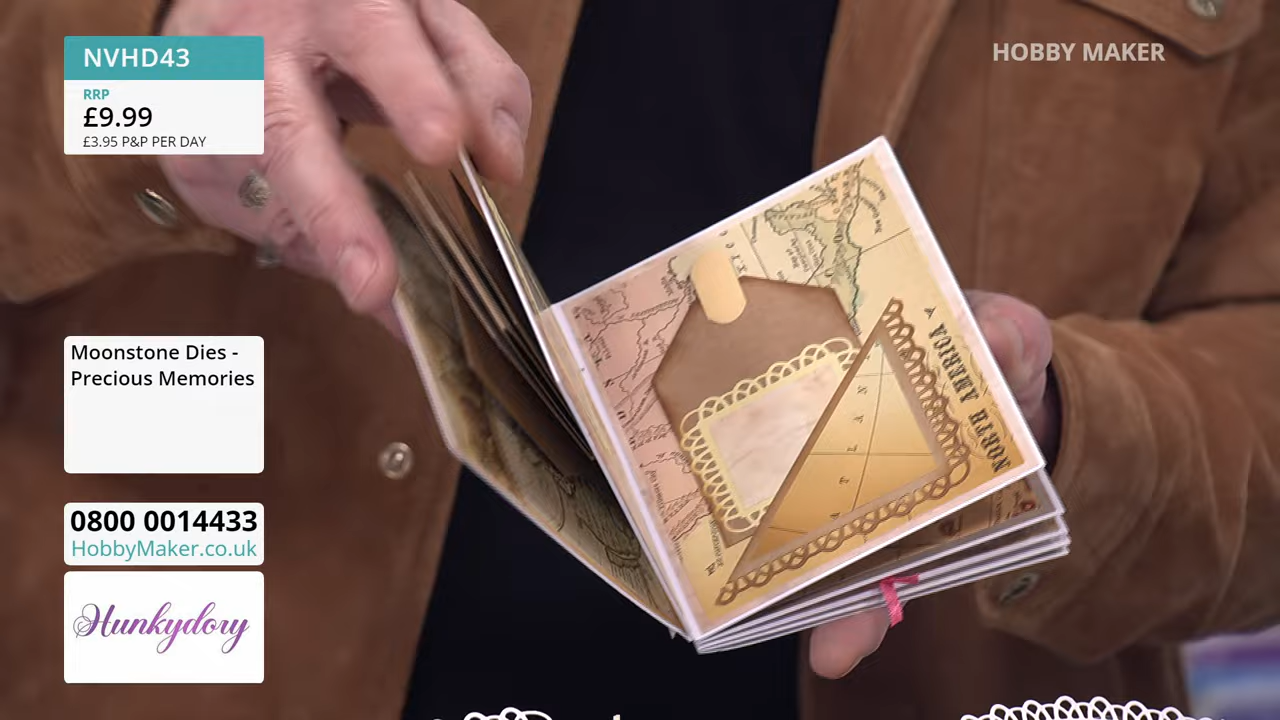 NVHD43
RRP
£9.99
£3.95 P&P PER DAY
HOBBY MAKER
Moonstone Dies -
Precious Memories
0800 0014433
HobbyMaker.co.uk
Hunkydory
NORTH AMERICA
A T L A N